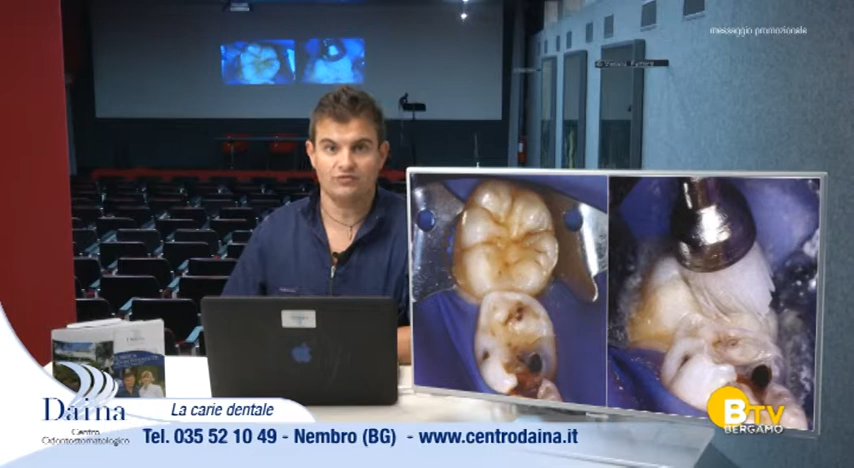 messaggio promozionale
Daina
Centro
Odontostomatologico
La carie dentale
Tel. 035 52 10 49 - Nembro (BG) - www.centrodaina.it
BTV
BERGAMO